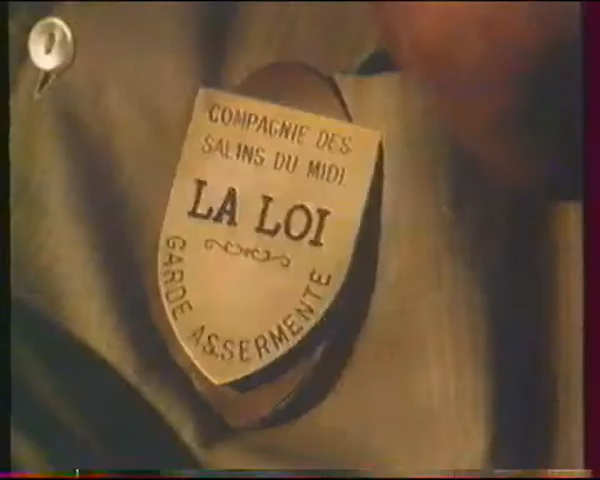 COMPAGNIE DES
SALINS DU MIDI
LA LOI
GARDE ASSERMENTE